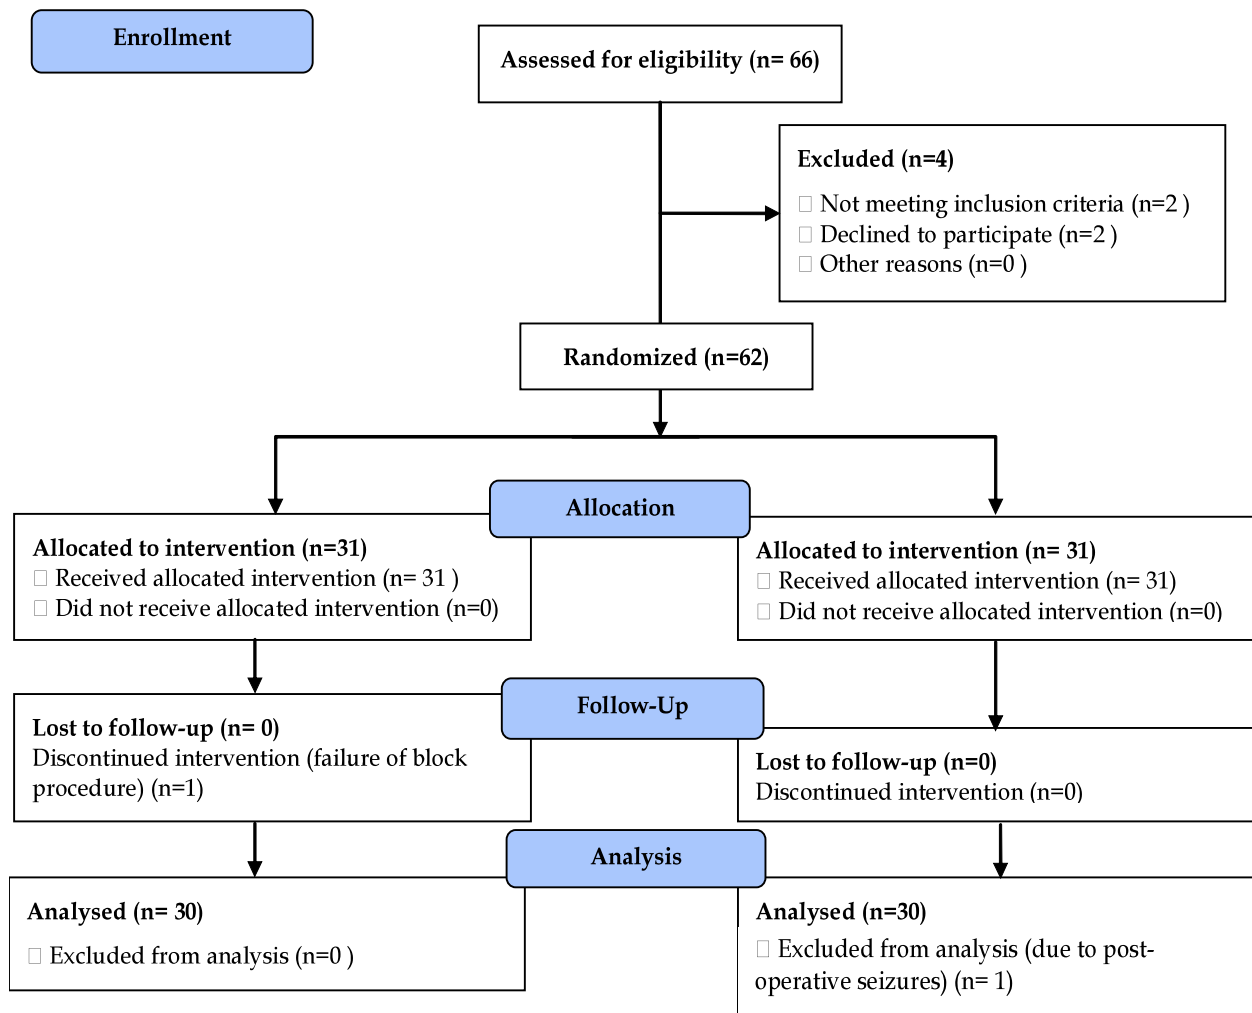 Enrollment
Assessed for eligibility (n= 66)
Excluded (n=4)
□ Not meeting inclusion criteria (n=2 )
□ Declined to participate (n=2 )
□ Other reasons (n=0 )
Randomized (n=62)
Allocation
Allocated to intervention (n=31)
□ Received allocated intervention (n= 31 )
□ Did not receive allocated intervention (n=0)
Allocated to intervention (n= 31)
□ Received allocated intervention (n= 31)
□ Did not receive allocated intervention (n=0)
Follow-Up
Lost to follow-up (n= 0)
Discontinued intervention (failure of block
procedure) (n=1)
Lost to follow-up (n=0)
Discontinued intervention (n=0)
Analysis
Analysed (n= 30)
□ Excluded from analysis (n=0 )
Analysed (n=30)
□ Excluded from analysis (due to post-
operative seizures) (n= 1)